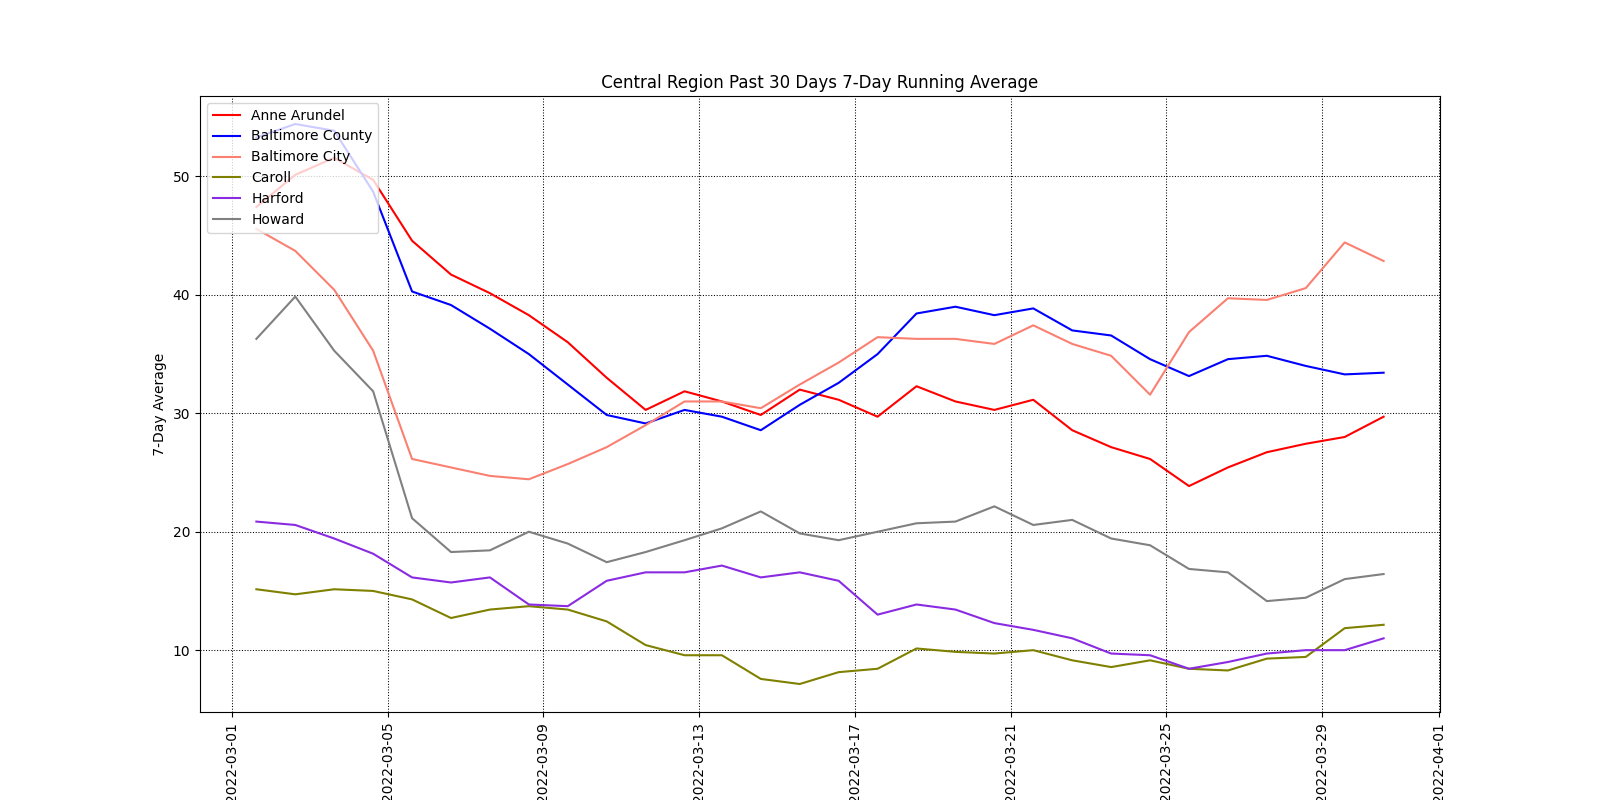 Central Region Past 30 Days 7-Day Running Average
Anne Arundel
Baltimore County
Baltimore City
Caroll
Harford
Howard
7-Day Average
50
40
30
20
10
2022-03-01
2022-03-05
2022-03-09
2022-03-13
2022-03-17
2022-03-21
2022-03-25
2022-03-29
2022-04-01